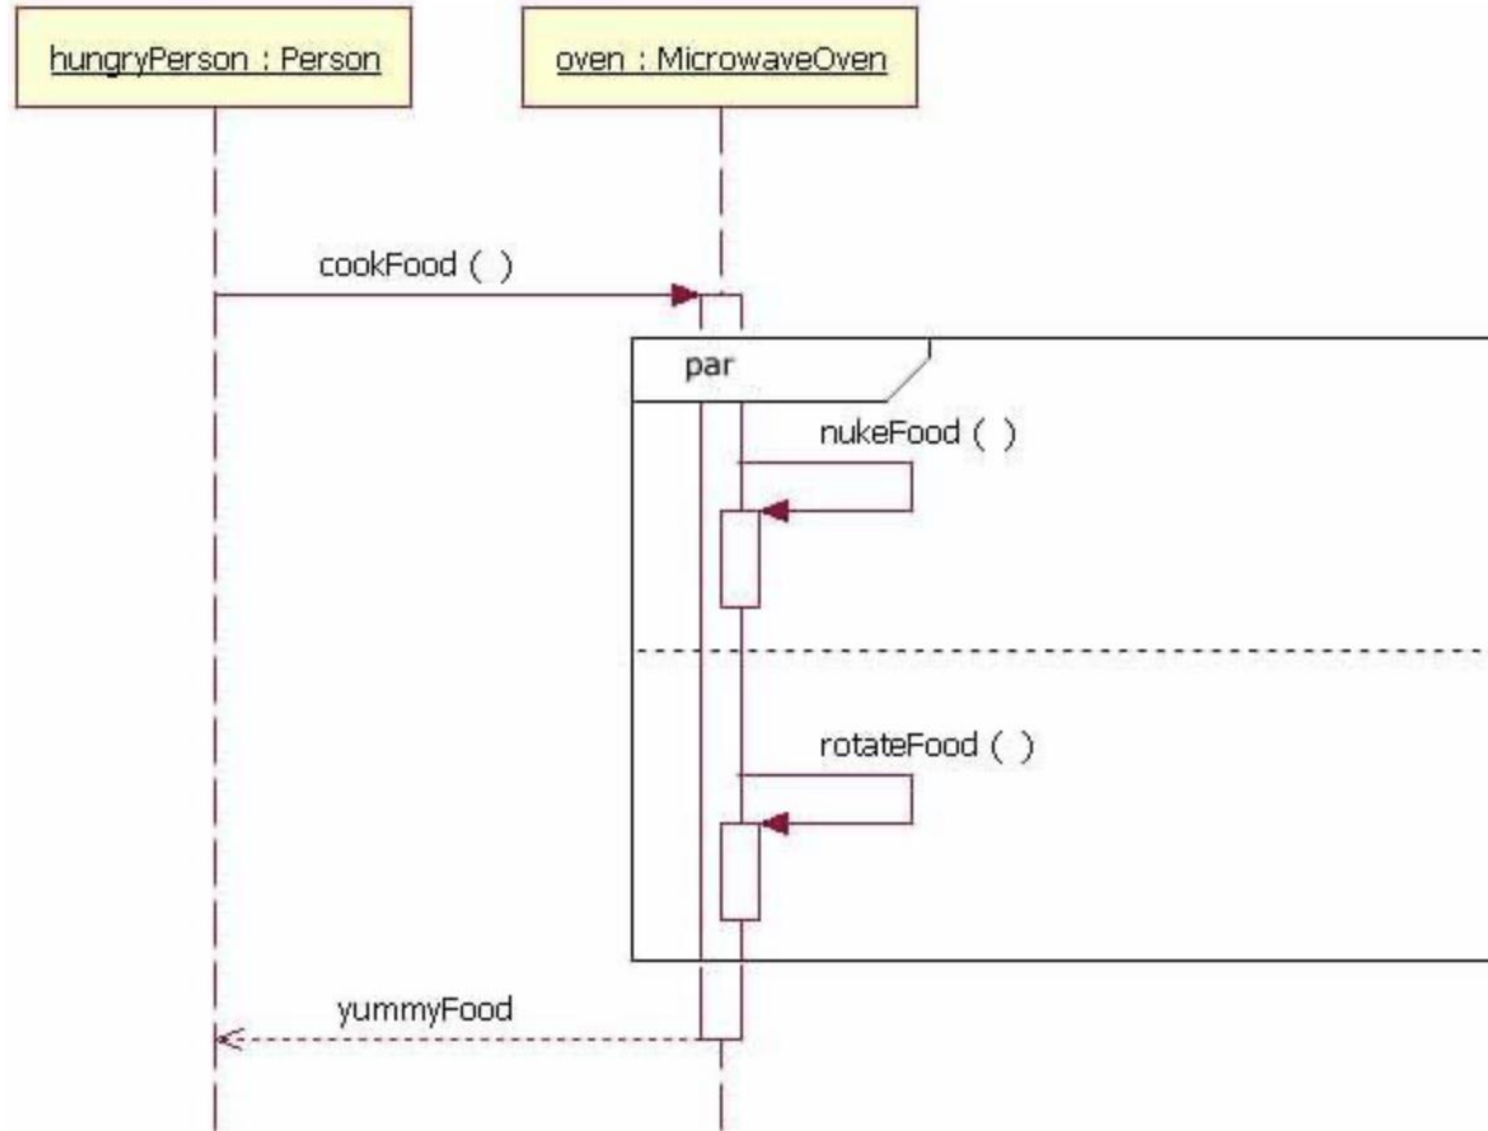 hungryPerson : Person
oven : MicrowaveOven
cookFood ( )
par
nukeFood ( )
rotateFood ( )
yummyFood